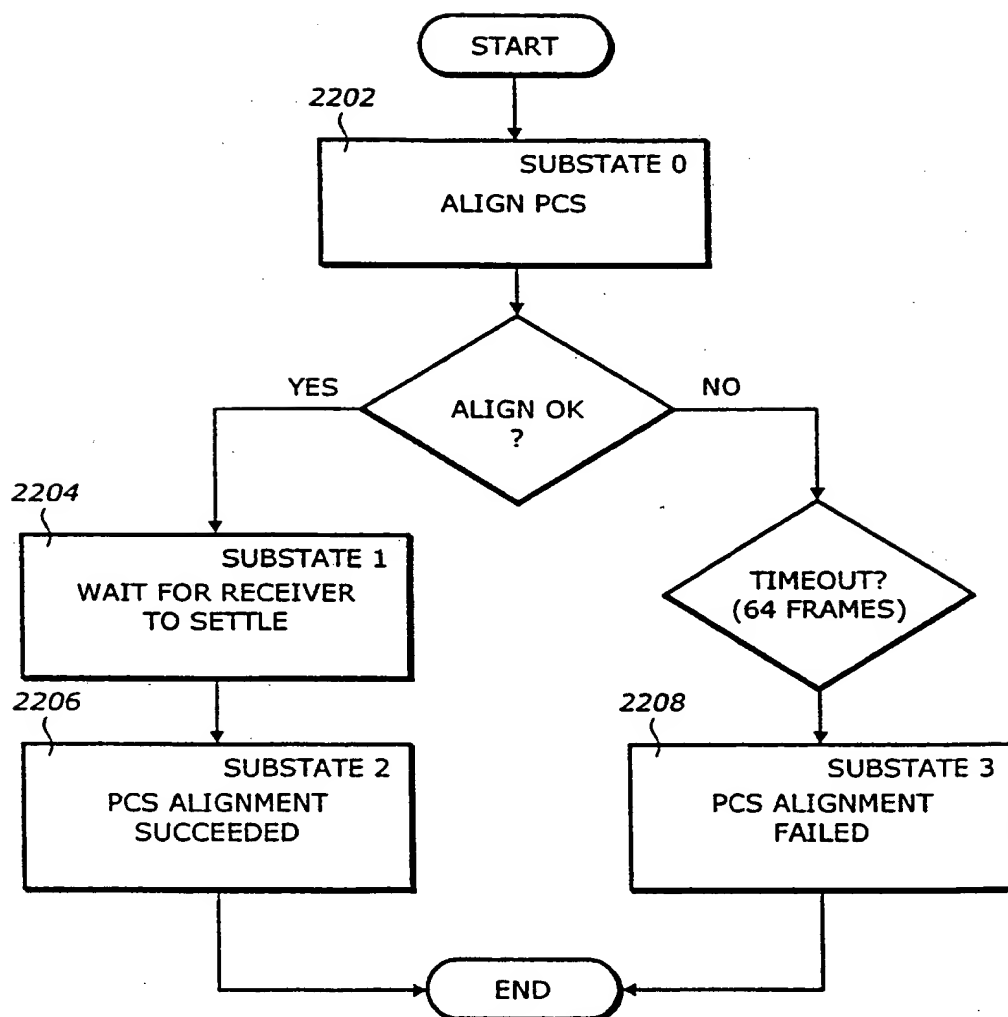 START
2202
SUBSTATE 0
ALIGN PCS
YES
NO
ALIGN OK
?
2204
SUBSTATE 1
WAIT FOR RECEIVER
TO SETTLE
TIMEOUT?
(64 FRAMES)
2206
SUBSTATE 2
PCS ALIGNMENT
SUCCEEDED
2208
SUBSTATE 3
PCS ALIGNMENT
FAILED
END